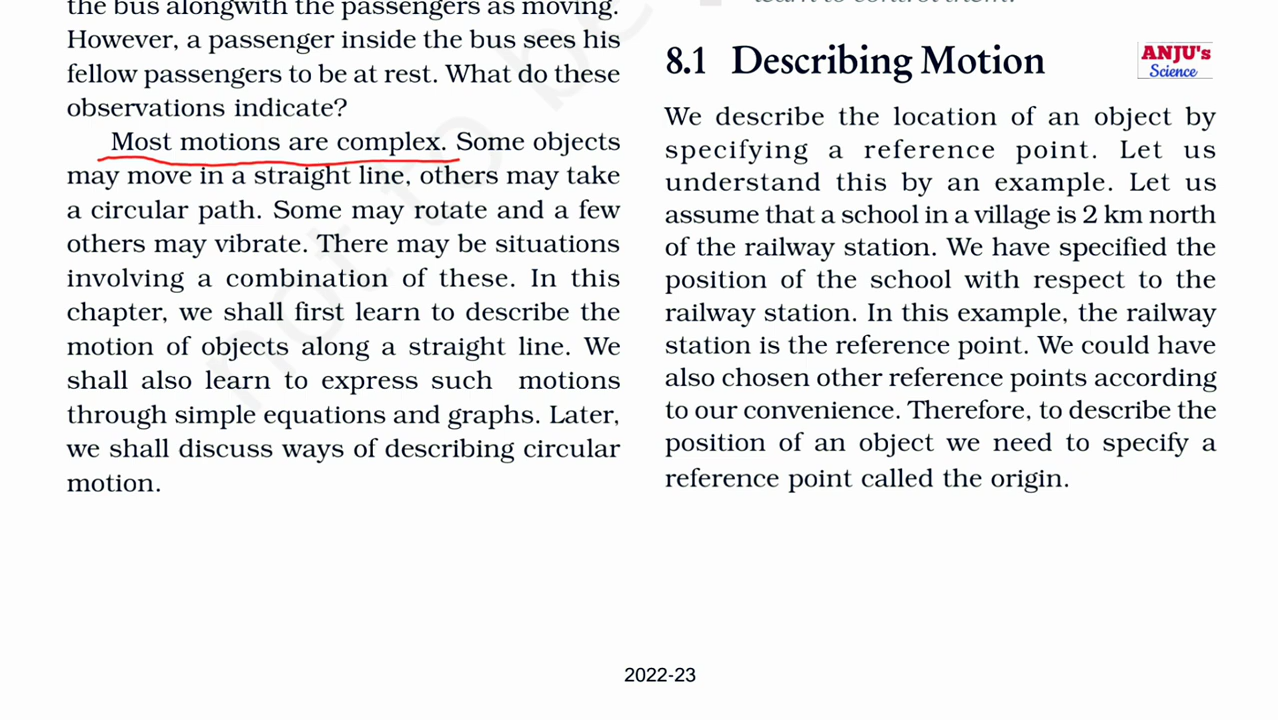 the bus alongwith the passengers as moving.
However, a passenger inside the bus sees his
fellow passengers to be at rest. What do these
observations indicate?
Most motions are complex. Some objects
may move in a straight line, others may take
a circular path. Some may rotate and a few
others may vibrate. There may be situations
involving a combination of these. In this
chapter, we shall first learn to describe the
motion of objects along a straight line. We
shall also learn to express such motions
through simple equations and graphs. Later,
we shall discuss ways of describing circular
motion.
learn to control them.
8.1 Describing Motion
ANJU's
Science
We describe the location of an object by
specifying a reference point. Let us
understand this by an example. Let us
assume that a school in a village is 2 km north
of the railway station. We have specified the
position of the school with respect to the
railway station. In this example, the railway
station is the reference point. We could have
also chosen other reference points according
to our convenience. Therefore, to describe the
position of an object we need to specify a
reference point called the origin.
not to be
2022-23